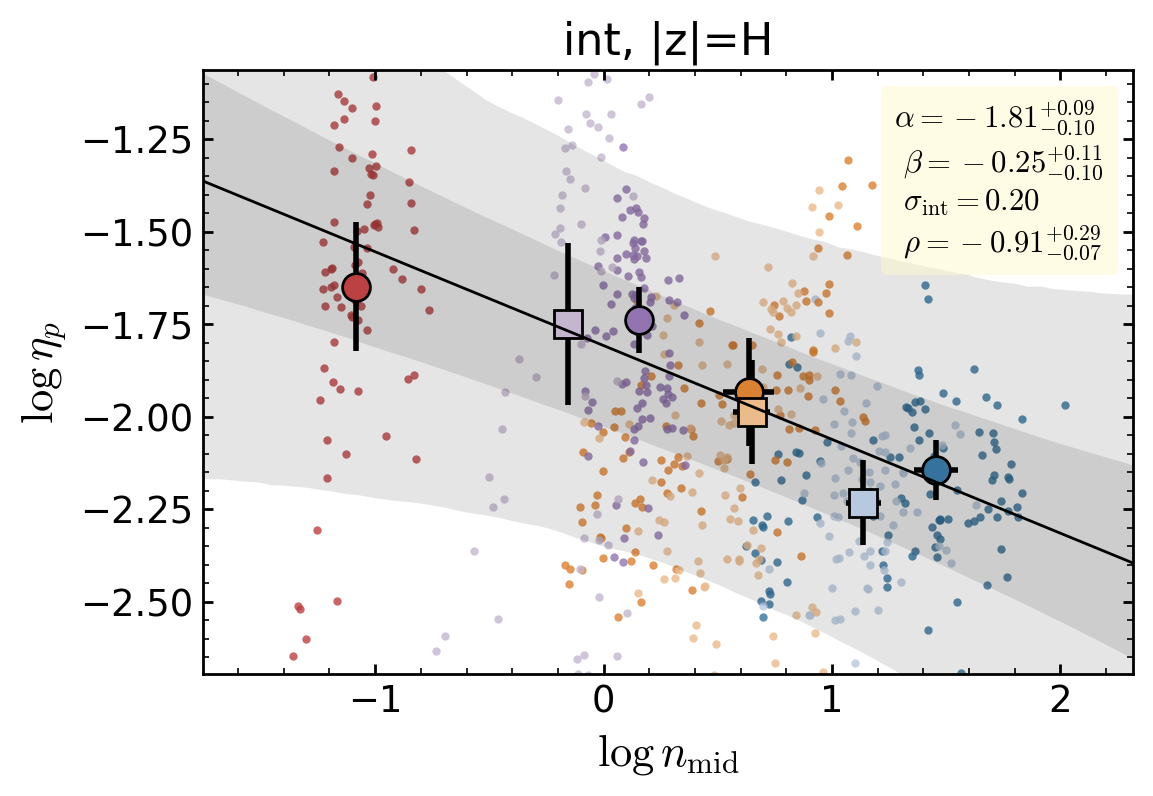 int, |z|=H
α = −1.81^{+0.09}_{−0.10}
β = −0.25^{+0.11}_{−0.10}
σ_int = 0.20
ρ = −0.91^{+0.29}_{−0.07}
log η_p
−1.25
−1.50
−1.75
−2.00
−2.25
−2.50
−1 0 1 2
log n_mid